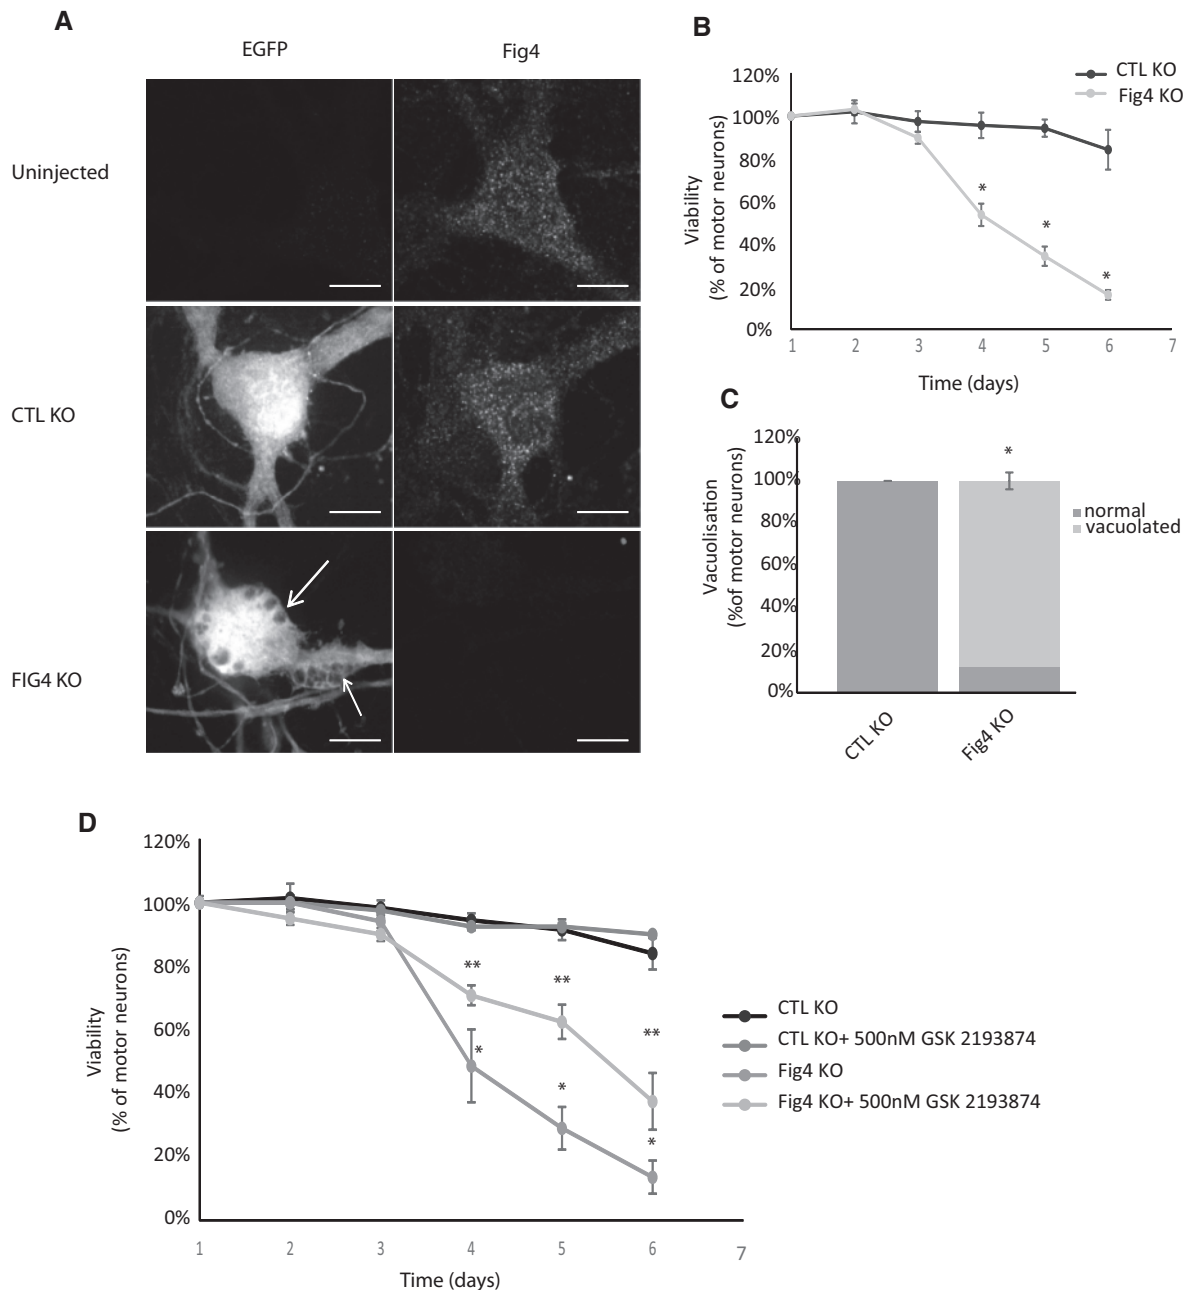 A
EGFP
Fig4
Uninjected
CTL KO
FIG4 KO
B
120%
100%
80%
60%
40%
20%
0%
Viability
(% of motor neurons)
CTL KO
Fig4 KO
*
*
*
1 2 3 4 5 6 7
Time (days)
C
120%
100%
80%
60%
40%
20%
0%
Vacuolisation
(%of motor neurons)
*
normal
vacuolated
CTL KO
Fig4 KO
D
120%
100%
80%
60%
40%
20%
0%
Viability
(% of motor neurons)
**
**
**
*
*
*
CTL KO
CTL KO+ 500nM GSK 2193874
Fig4 KO
Fig4 KO+ 500nM GSK 2193874
1 2 3 4 5 6 7
Time (days)